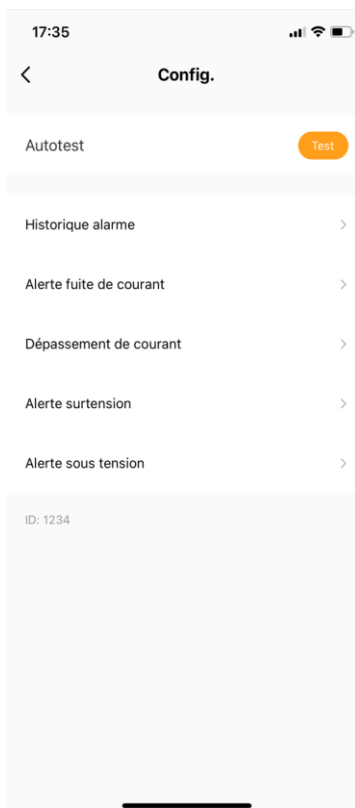 17:35
Config.
Autotest
Test
Historique alarme
Alerte fuite de courant
Dépassement de courant
Alerte surtension
Alerte sous tension
ID: 1234